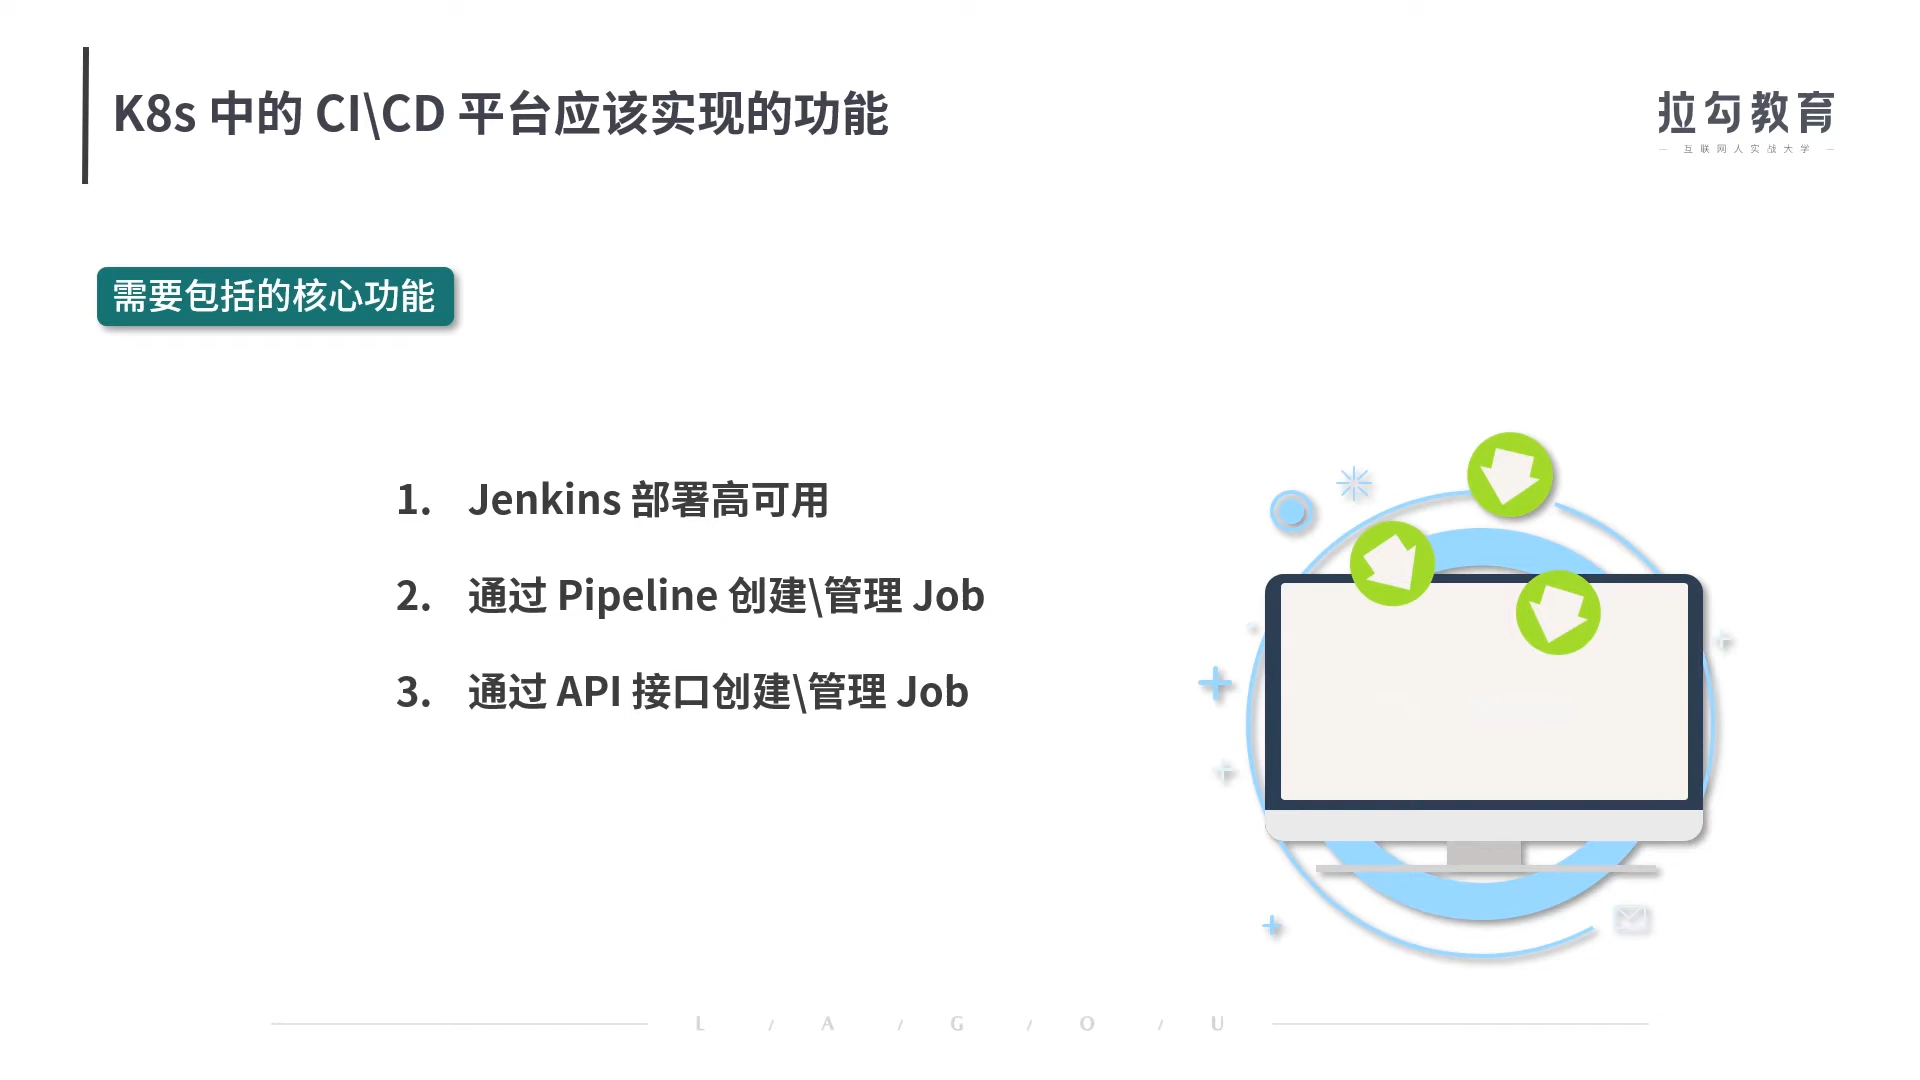 K8s 中的 CI\CD 平台应该实现的功能
拉勾教育
— 互联网人实战大学 —
需要包括的核心功能
1. Jenkins 部署高可用
2. 通过 Pipeline 创建\管理 Job
3. 通过 API 接口创建\管理 Job
L / A / G / O / U